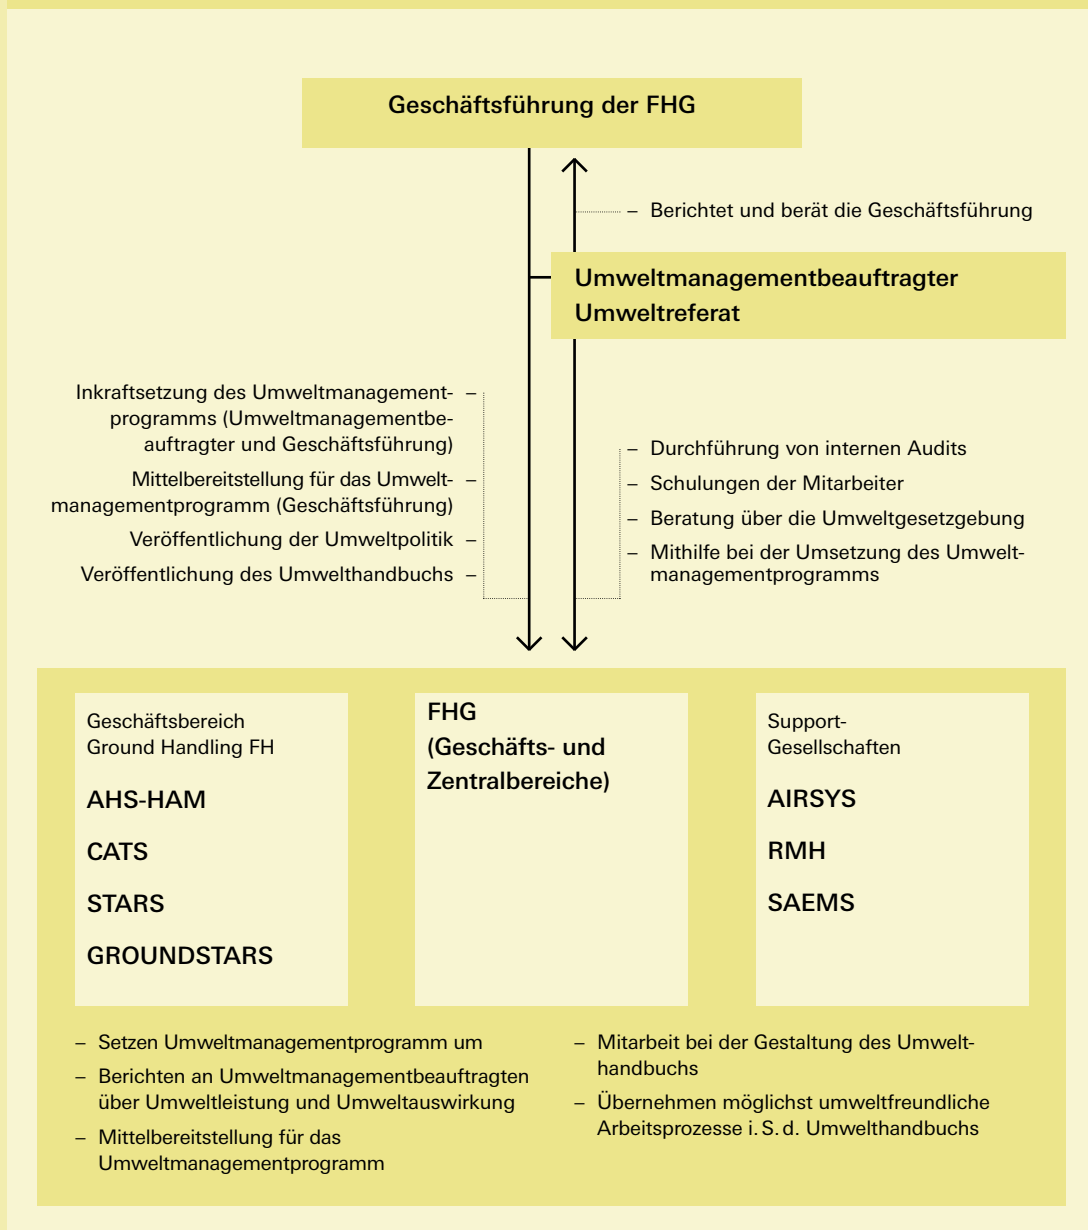 Geschäftsführung der FHG
– Berichtet und berät die Geschäftsführung
Umweltmanagementbeauftragter
Umweltreferat
Inkraftsetzung des Umweltmanagement- –
programms (Umweltmanagementbe-
auftragter und Geschäftsführung)
Mittelbereitstellung für das Umwelt- –
managementprogramm (Geschäftsführung)
Veröffentlichung der Umweltpolitik –
Veröffentlichung des Umwelthandbuchs –
– Durchführung von internen Audits
– Schulungen der Mitarbeiter
– Beratung über die Umweltgesetzgebung
– Mithilfe bei der Umsetzung des Umwelt-
managementprogramms
Geschäftsbereich
Ground Handling FH
AHS-HAM
CATS
STARS
GROUNDSTARS
FHG
(Geschäfts- und
Zentralbereiche)
Support-
Gesellschaften
AIRSYS
RMH
SAEMS
– Setzen Umweltmanagementprogramm um
– Berichten an Umweltmanagementbeauftragten
über Umweltleistung und Umweltauswirkung
– Mittelbereitstellung für das
Umweltmanagementprogramm
– Mitarbeit bei der Gestaltung des Umwelt-
handbuchs
– Übernehmen möglichst umweltfreundliche
Arbeitsprozesse i. S. d. Umwelthandbuchs